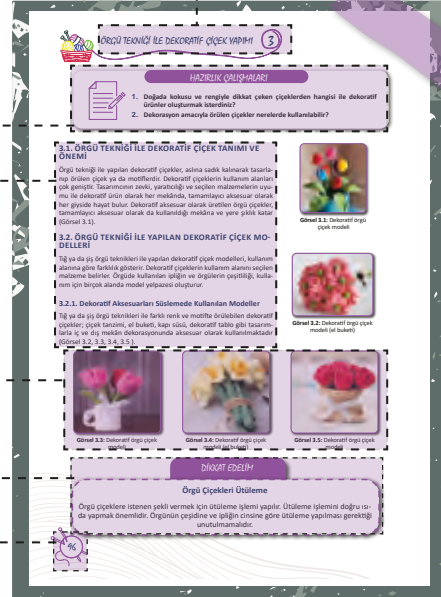 ÖRGÜ TEKNİĞİ İLE DEKORATİF ÇİÇEK YAPIMI 3
HAZIRLIK ÇALIŞMALARI
1. Doğada kokusu ve rengiyle dikkat çeken çiçeklerden hangisi ile dekoratif
ürünler oluşturmak isterdiniz?
2. Dekorasyon amacıyla örülen çiçekler nerelerde kullanılabilir?
3.1. ÖRGÜ TEKNİĞİ İLE DEKORATİF ÇİÇEK TANIMI VE
ÖNEMİ
Örgü tekniği ile yapılan dekoratif çiçekler, aslına sadık kalınarak tasarla-
nıp örülen çiçek ya da motiflerdir. Dekoratif çiçeklerin kullanım alanları
çok geniştir. Tasarımcının zevki, yaratıcılığı ve seçilen malzemelerin uyu-
mu ile dekoratif ürün olarak her mekânda, tamamlayıcı aksesuar olarak
her giyside hayat bulur. Dekoratif aksesuar olarak üretilen örgü çiçekler,
tamamlayıcı aksesuar olarak da kullanıldığı mekâna ve yere şıklık katar
(Görsel 3.1).
Görsel 3.1: Dekoratif örgü
çiçek modeli
3.2. ÖRGÜ TEKNİĞİ İLE YAPILAN DEKORATİF ÇİÇEK MO-
DELLERİ
Tığ ya da şiş örgü teknikleri ile yapılan dekoratif çiçek modelleri, kullanım
alanına göre farklılık gösterir. Dekoratif çiçeklerin kullanım alanını seçilen
malzeme belirler. Örgüde kullanılan ipliğin ve örgülerin çeşitliliği, kulla-
nım için birçok alanda model yelpazesi oluşturur.
3.2.1. Dekoratif Aksesuarları Süslemede Kullanılan Modeller
Tığ ya da şiş örgü teknikleri ile farklı renk ve motifte örülebilen dekoratif
çiçekler; çiçek tanzimi, el buketi, kapı süsü, dekoratif tablo gibi tasarım-
larla iç ve dış mekân dekorasyonunda aksesuar olarak kullanılmaktadır
(Görsel 3.2, 3.3, 3.4, 3.5 ).
Görsel 3.2: Dekoratif örgü çiçek
modeli (el buketi)
Görsel 3.3: Dekoratif örgü çiçek
modeli
Görsel 3.4: Dekoratif örgü çiçek
modeli (el buketi)
Görsel 3.5: Dekoratif örgü çiçek
modeli
DİKKAT EDELİM
Örgü Çiçekleri Ütüleme
Örgü çiçeklere istenen şekli vermek için ütüleme işlemi yapılır. Ütüleme işlemini doğru ısı-
da yapmak önemlidir. Örgünün çeşidine ve ipliğin cinsine göre ütüleme yapılması gerektiği
unutulmamalıdır.